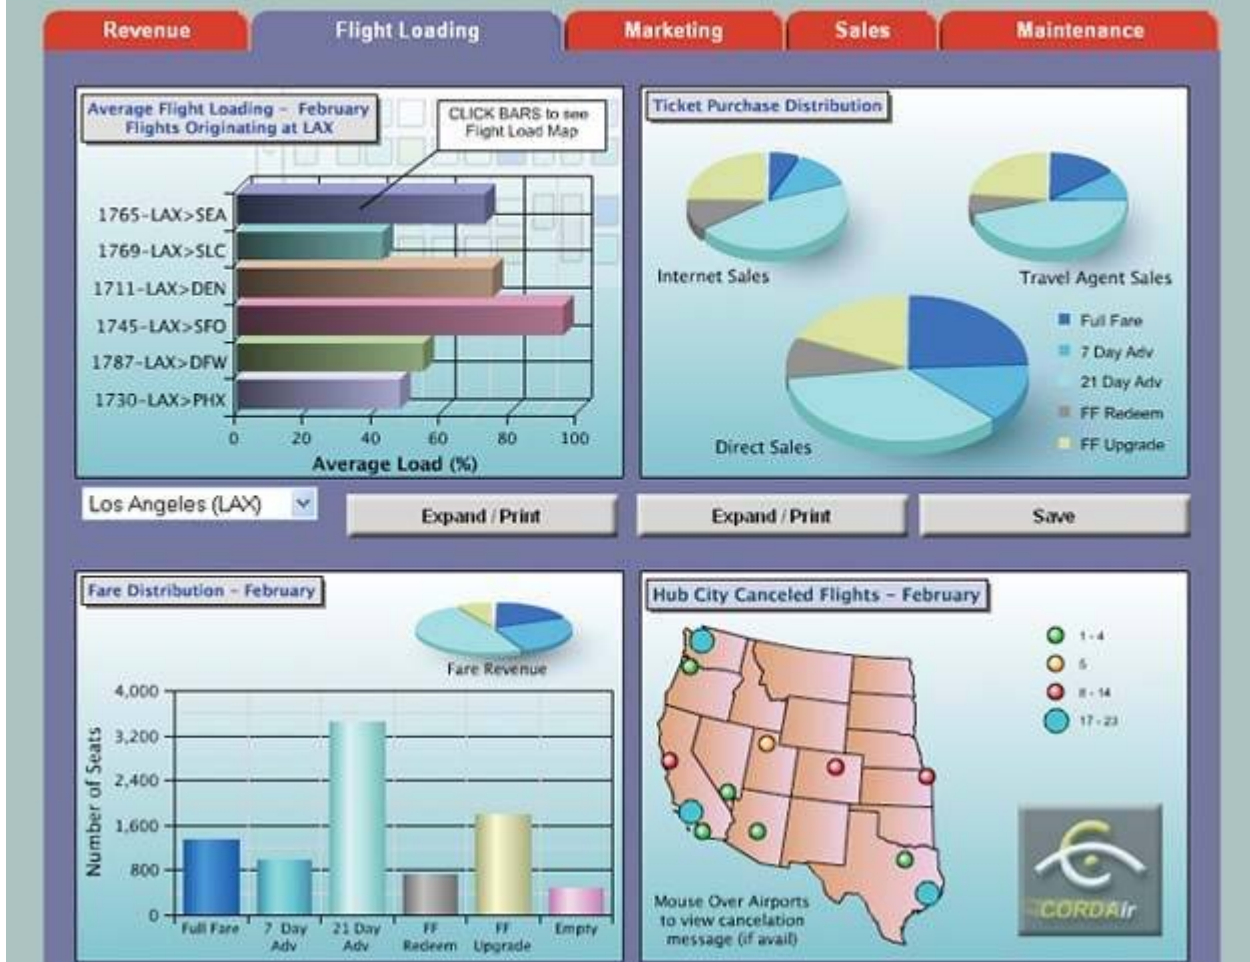 Revenue
Flight Loading
Marketing
Sales
Maintenance
Average Flight Loading - February
Flights Originating at LAX
CLICK BARS to see
Flight Load Map
1765-LAX>SEA
1769-LAX>SLC
1711-LAX>DEN
1745-LAX>SFO
1787-LAX>DFW
1730-LAX>PHX
0 20 40 60 80 100
Average Load (%)
Ticket Purchase Distribution
Internet Sales
Travel Agent Sales
Direct Sales
Full Fare
7 Day Adv
21 Day Adv
FF Redeem
FF Upgrade
Los Angeles (LAX)
Expand / Print
Expand / Print
Save
Fare Distribution - February
Fare Revenue
Number of Seats
4,000
3,200
2,400
1,600
800
0
Full Fare
7 Day
Adv
21 Day
Adv
FF
Redeem
FF
Upgrade
Empty
Hub City Canceled Flights - February
1 - 4
5
8 - 14
17 - 23
Mouse Over Airports
to view cancelation
message (if avail)
CORDAir